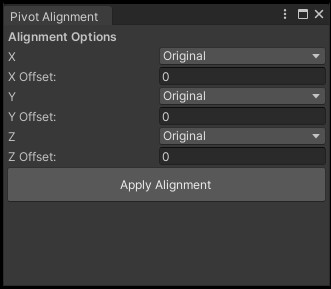 Pivot Alignment
Alignment Options
X Original
X Offset: 0
Y Original
Y Offset: 0
Z Original
Z Offset: 0
Apply Alignment